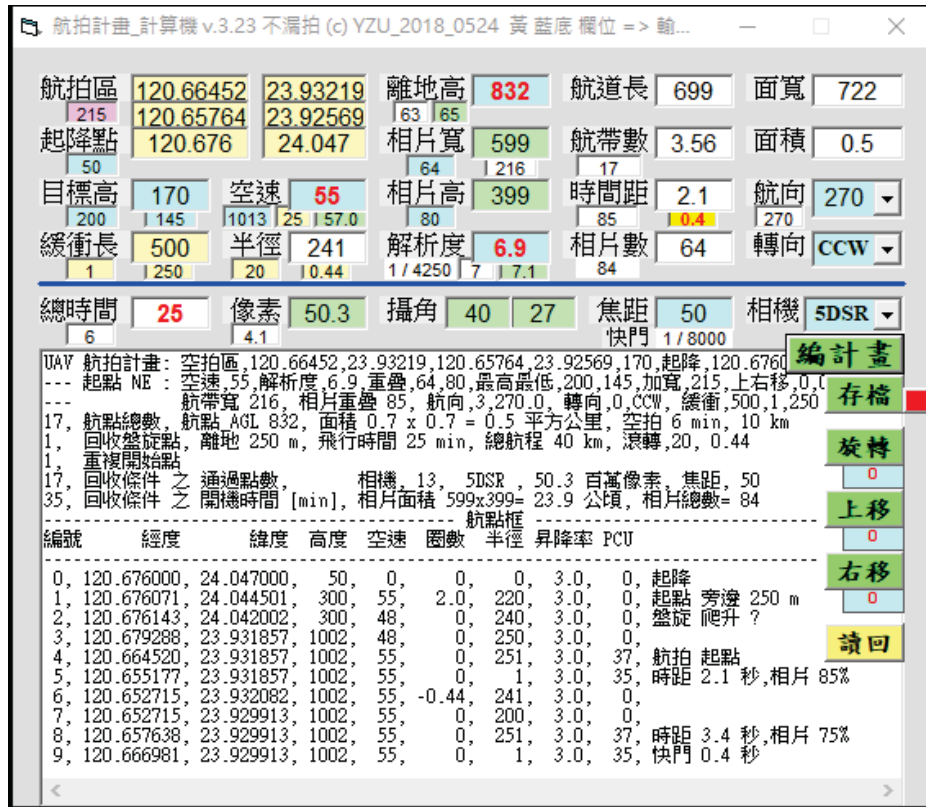 航拍計畫_計算機 v.3.23 不漏拍 (c) YZU_2018_0524 黃 藍底 欄位 => 輸...
航拍區 120.66452 23.93219 離地高 832 航道長 699 面寬 722
215 120.65764 23.92569 63 65
起降點 120.676 24.047 相片寬 599 航帶數 3.56 面積 0.5
50 64 216 17
目標高 170 空速 55 相片高 399 時間距 2.1 航向 270
200 145 1013 25 57.0 80 85 0.4 270
緩衝長 500 半徑 241 解析度 6.9 相片數 64 轉向 CCW
1 250 20 0.44 1 / 4250 7 7.1 84
總時間 25 像素 50.3 攝角 40 27 焦距 50 相機 5DSR
6 4.1 快門 1 / 8000
編計畫
UAV 航拍計畫: 空拍區,120.66452,23.93219,120.65764,23.92569,170,起降,120.6760
--- 起點 NE : 空速,55,解析度,6.9,重疊,64,80,最高最低,200,145,加寬,215,上右移,0,0
存檔
--- 航帶寬 216, 相片重疊 85, 航向,3,270.0, 轉向,0,CCW, 緩衝,500,1,250
17, 航點總數, 航點 AGL 832, 面積 0.7 x 0.7 = 0.5 平方公里, 空拍 6 min, 10 km
1, 回收盤旋點, 離地 250 m, 飛行時間 25 min, 總航程 40 km, 滾轉,20, 0.44
旋轉
1, 重複開始點
0
17, 回收條件 之 通過點數, 相機, 13, 5DSR , 50.3 百萬像素, 焦距, 50
35, 回收條件 之 開機時間 [min], 相片面積 599x399= 23.9 公頃, 相片總數= 84
上移
航點框
0
編號 經度 緯度 高度 空速 圈數 半徑 昇降率 PCU
右移
0, 120.676000, 24.047000, 50, 0, 0, 0, 3.0, 0, 起降
0
1, 120.676071, 24.044501, 300, 55, 2.0, 220, 3.0, 0, 起點 旁邊 250 m
2, 120.676143, 24.042002, 300, 48, 0, 240, 3.0, 0, 盤旋 爬升 ?
3, 120.679288, 23.931857, 1002, 48, 0, 250, 3.0, 0,
讀回
4, 120.664520, 23.931857, 1002, 55, 0, 251, 3.0, 37, 航拍 起點
5, 120.655177, 23.931857, 1002, 55, 0, 1, 3.0, 35, 時距 2.1 秒,相片 85%
6, 120.652715, 23.932082, 1002, 55, -0.44, 241, 3.0, 0,
7, 120.652715, 23.929913, 1002, 55, 0, 200, 3.0, 0,
8, 120.657638, 23.929913, 1002, 55, 0, 251, 3.0, 37, 時距 3.4 秒,相片 75%
9, 120.666981, 23.929913, 1002, 55, 0, 1, 3.0, 35, 快門 0.4 秒